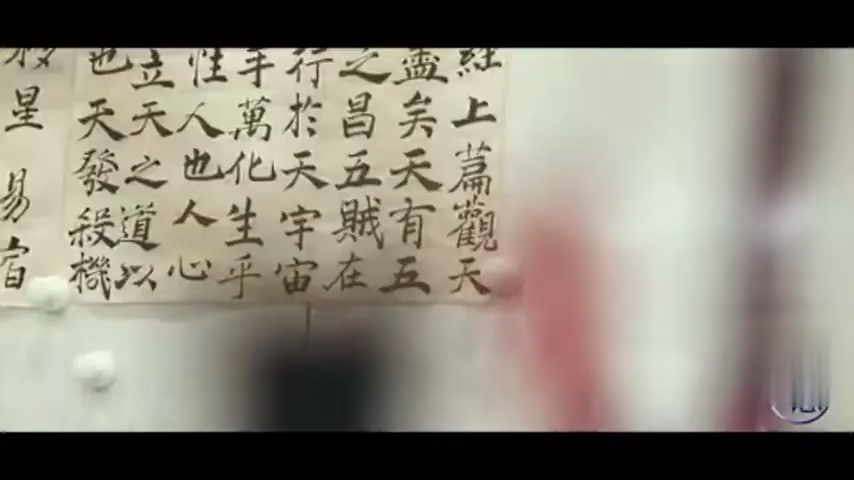 經上篇觀天
盡矣天有五
之昌五賊在
行於天宇宙
手萬化生乎
性人也人心
立天之道以
也天發殺機
移星易宿